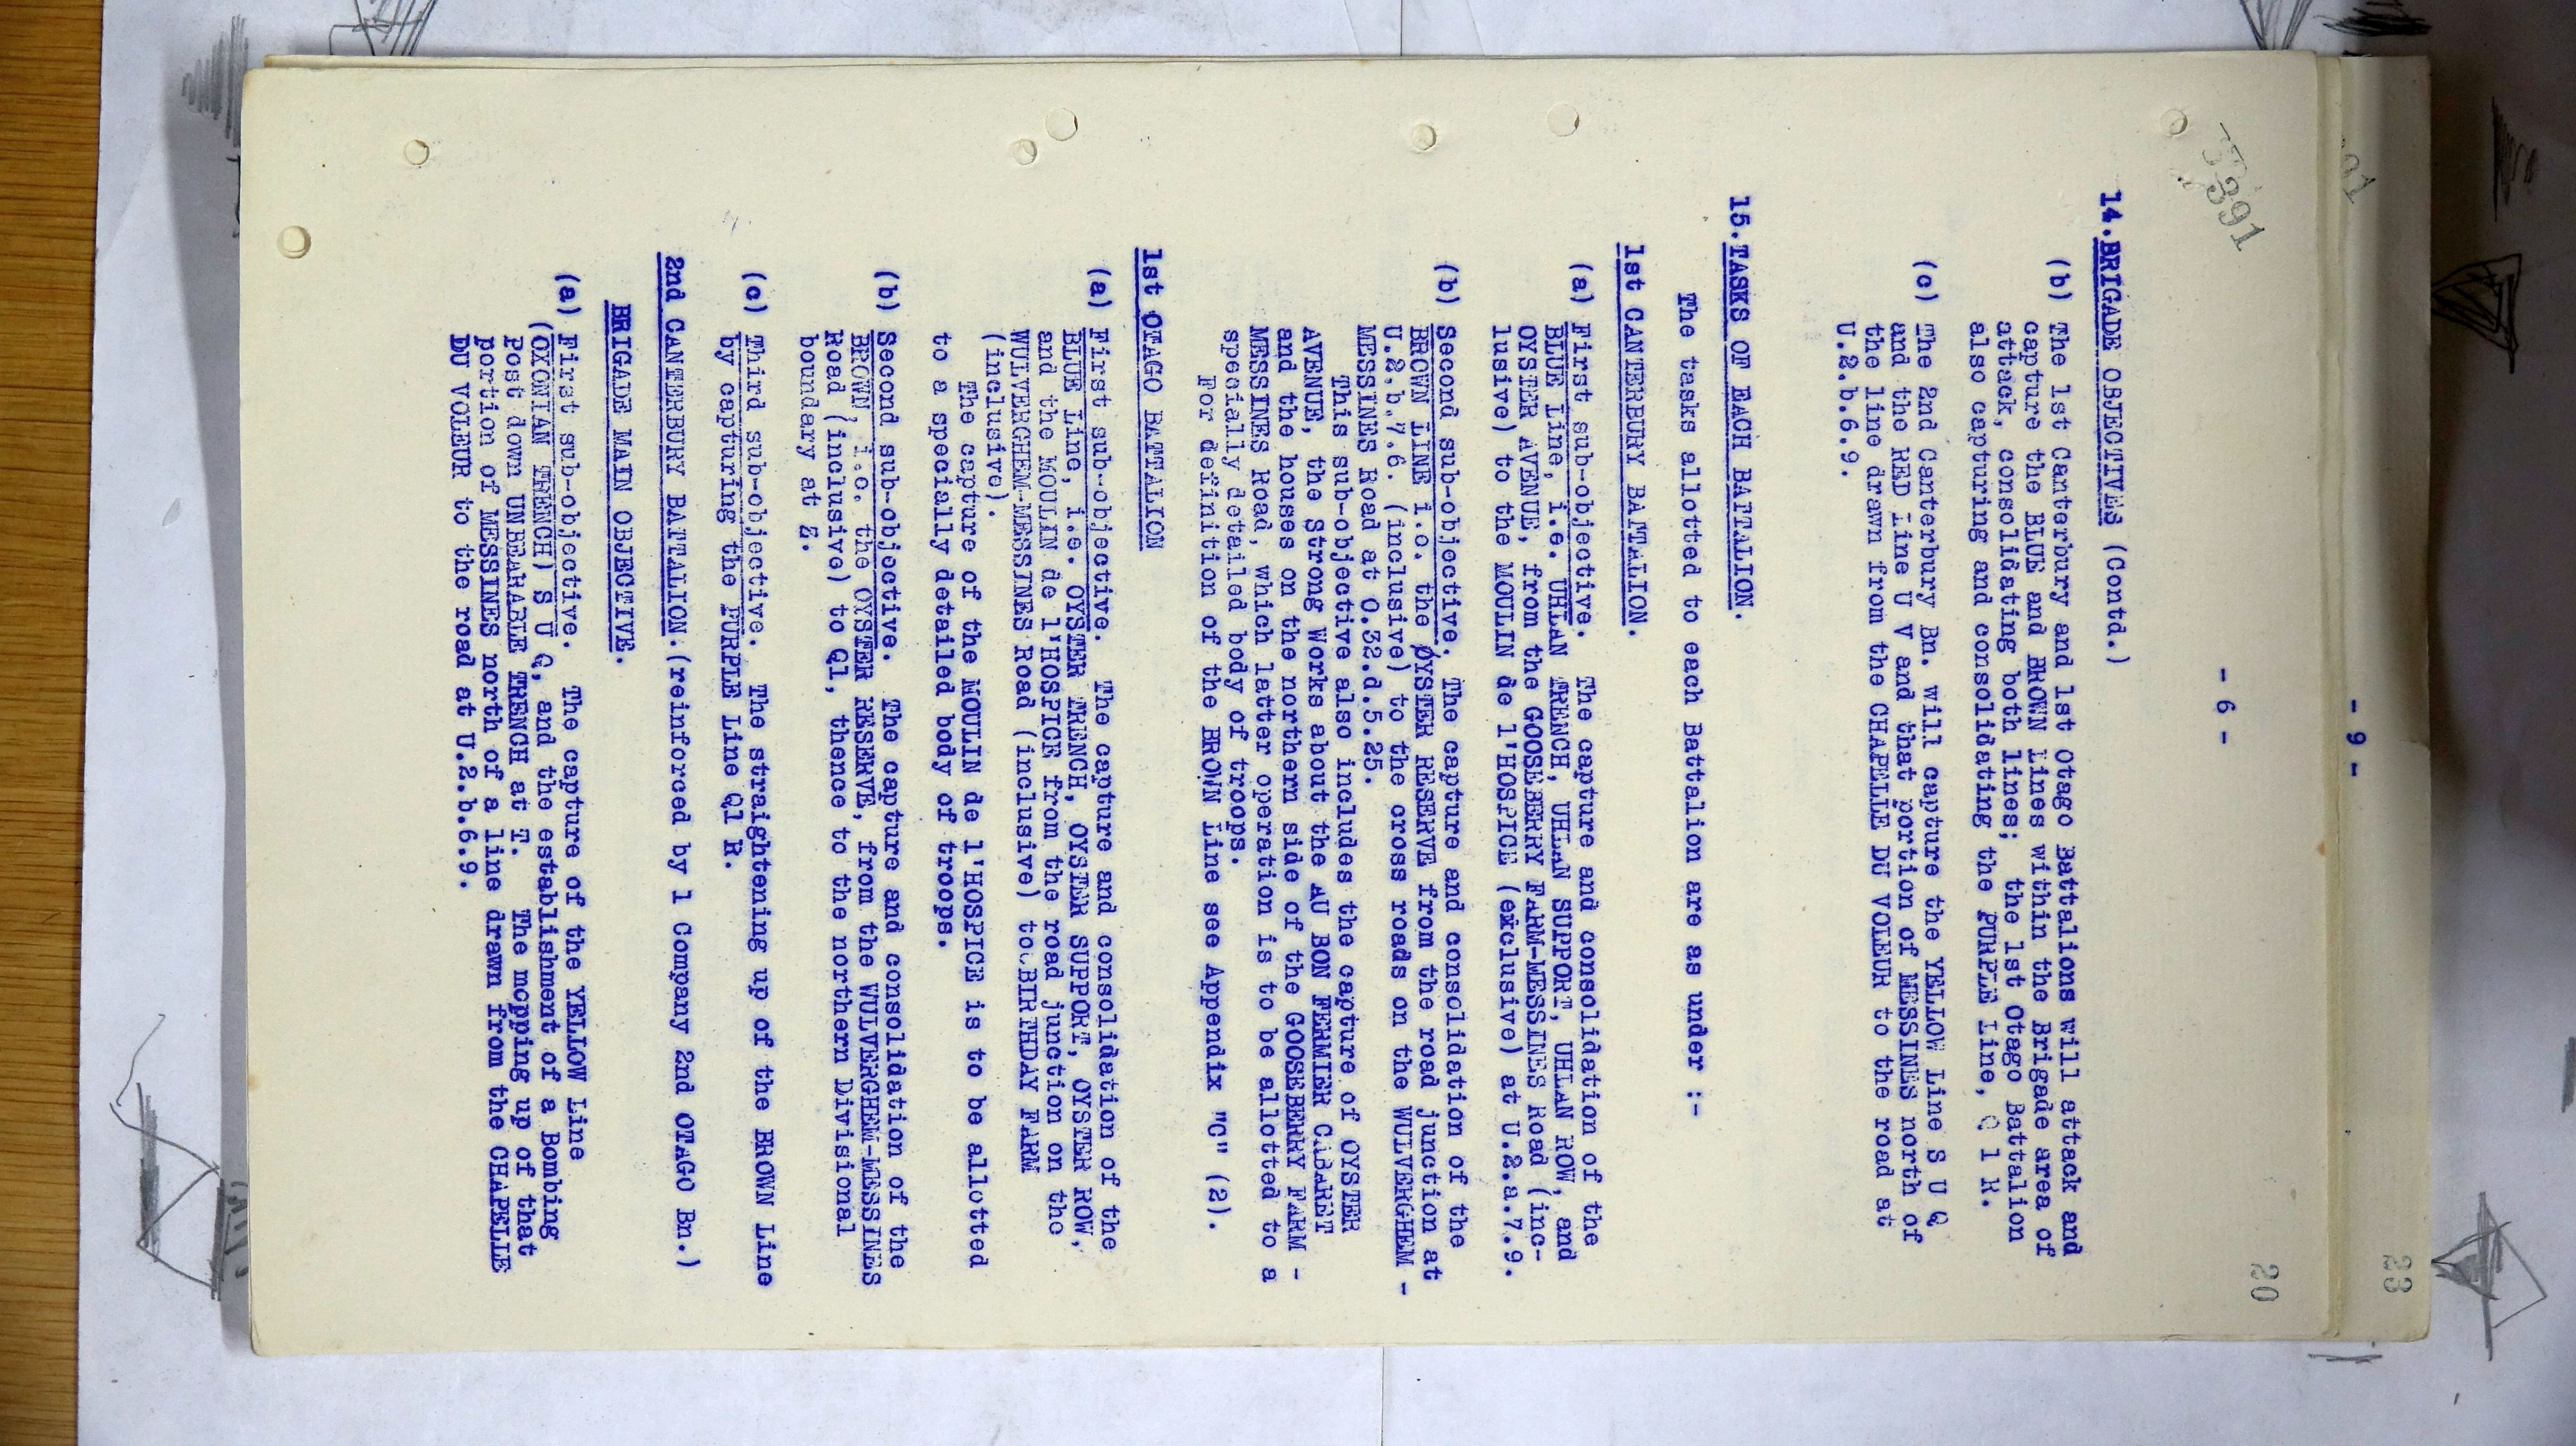 - 9 -
23
- 6 -
20
14. BRIGADE OBJECTIVES (Contd.)
(b) The 1st Canterbury and 1st Otago Battalions will attack and
capture the BLUE and BROWN Lines within the Brigade area of
attack, consolidating both lines; the 1st Otago Battalion
also capturing and consolidating the PURPLE Line, Q 1 R.
(c) The 2nd Canterbury Bn. will capture the YELLOW Line S U Q
and the RED Line U V and that portion of MESSINES north of
the line drawn from the CHAPELLE DU VOLEUR to the road at
U.2.b.6.9.
15. TASKS OF EACH BATTALION.
The tasks allotted to each Battalion are as under :-
1st CANTERBURY BATTALION.
(a) First sub-objective. The capture and consolidation of the
BLUE Line, i.e. UHLAN TRENCH, UHLAN SUPPORT, UHLAN ROW, and
OYSTER AVENUE, from the GOOSEBERRY FARM-MESSINES Road (inc-
lusive) to the MOULIN de l'HOSPICE (exclusive) at U.2.a.7.9.
(b) Second sub-objective. The capture and consolidation of the
BROWN LINE i.e. the OYSTER RESERVE from the road junction at
U.2.b.7.6. (inclusive) to the cross roads on the WULVERGHEM -
MESSINES Road at O.32.d.5.25.
This sub-objective also includes the capture of OYSTER
AVENUE, the Strong Works about the AU BON FERMIER CABARET
and the houses on the northern side of the GOOSEBERRY FARM -
MESSINES Road, which latter operation is to be allotted to a
specially detailed body of troops.
For definition of the BROWN Line see Appendix "C" (2).
1st OTAGO BATTALION
(a) First sub-objective. The capture and consolidation of the
BLUE Line, i.e. OYSTER TRENCH, OYSTER SUPPORT, OYSTER ROW,
and the MOULIN de l'HOSPICE from the road junction on the
WULVERGHEM-MESSINES Road (inclusive) to BIRTHDAY FARM
(inclusive).
The capture of the MOULIN de l'HOSPICE is to be allotted
to a specially detailed body of troops.
(b) Second sub-objective. The capture and consolidation of the
BROWN, i.e. the OYSTER RESERVE, from the WULVERGHEM-MESSINES
Road (inclusive) to Q1, thence to the northern Divisional
boundary at Z.
(c) Third sub-objective. The straightening up of the BROWN Line
by capturing the PURPLE Line Q1 R.
2nd CANTERBURY BATTALION. (reinforced by 1 Company 2nd OTAGO Bn.)
BRIGADE MAIN OBJECTIVE.
(a) First sub-objective. The capture of the YELLOW Line
(OXONIAN TRENCH) S U Q, and the establishment of a Bombing
Post down UNBEARABLE TRENCH at T. The mopping up of that
portion of MESSINES north of a line drawn from the CHAPELLE
DU VOLEUR to the road at U.2.b.6.9.